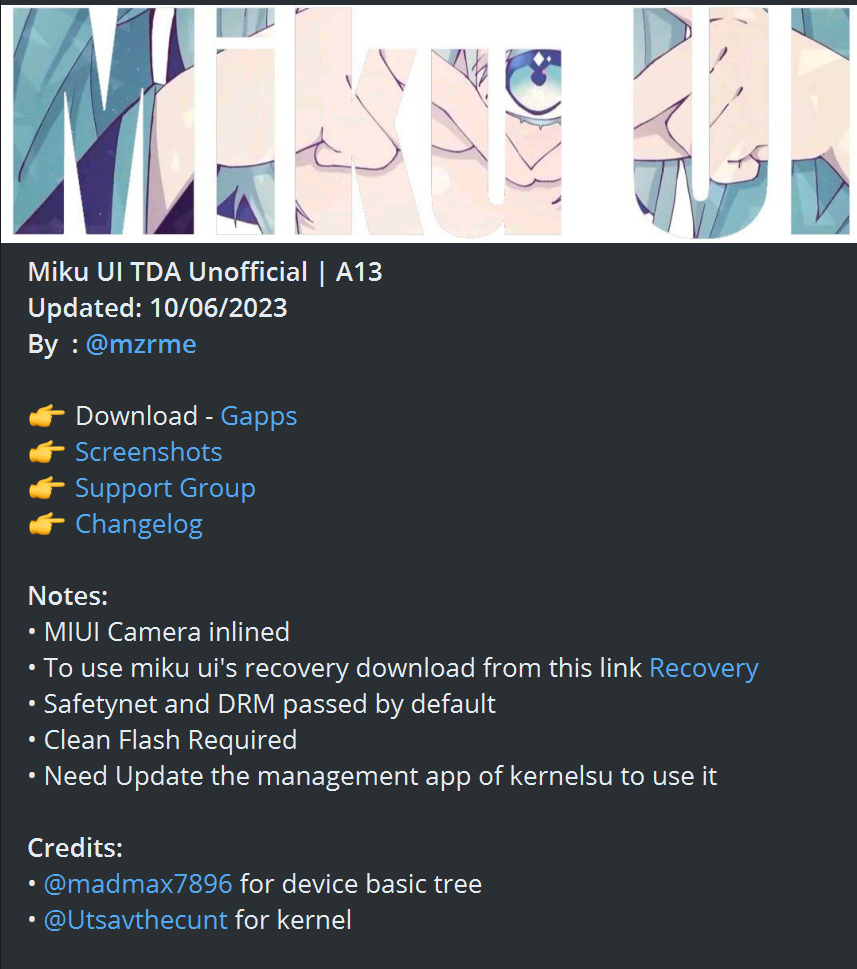 Miku UI
Miku UI TDA Unofficial | A13
Updated: 10/06/2023
By : @mzrme
👉 Download - Gapps
👉 Screenshots
👉 Support Group
👉 Changelog
Notes:
• MIUI Camera inlined
• To use miku ui's recovery download from this link Recovery
• Safetynet and DRM passed by default
• Clean Flash Required
• Need Update the management app of kernelsu to use it
Credits:
• @madmax7896 for device basic tree
• @Utsavthecunt for kernel